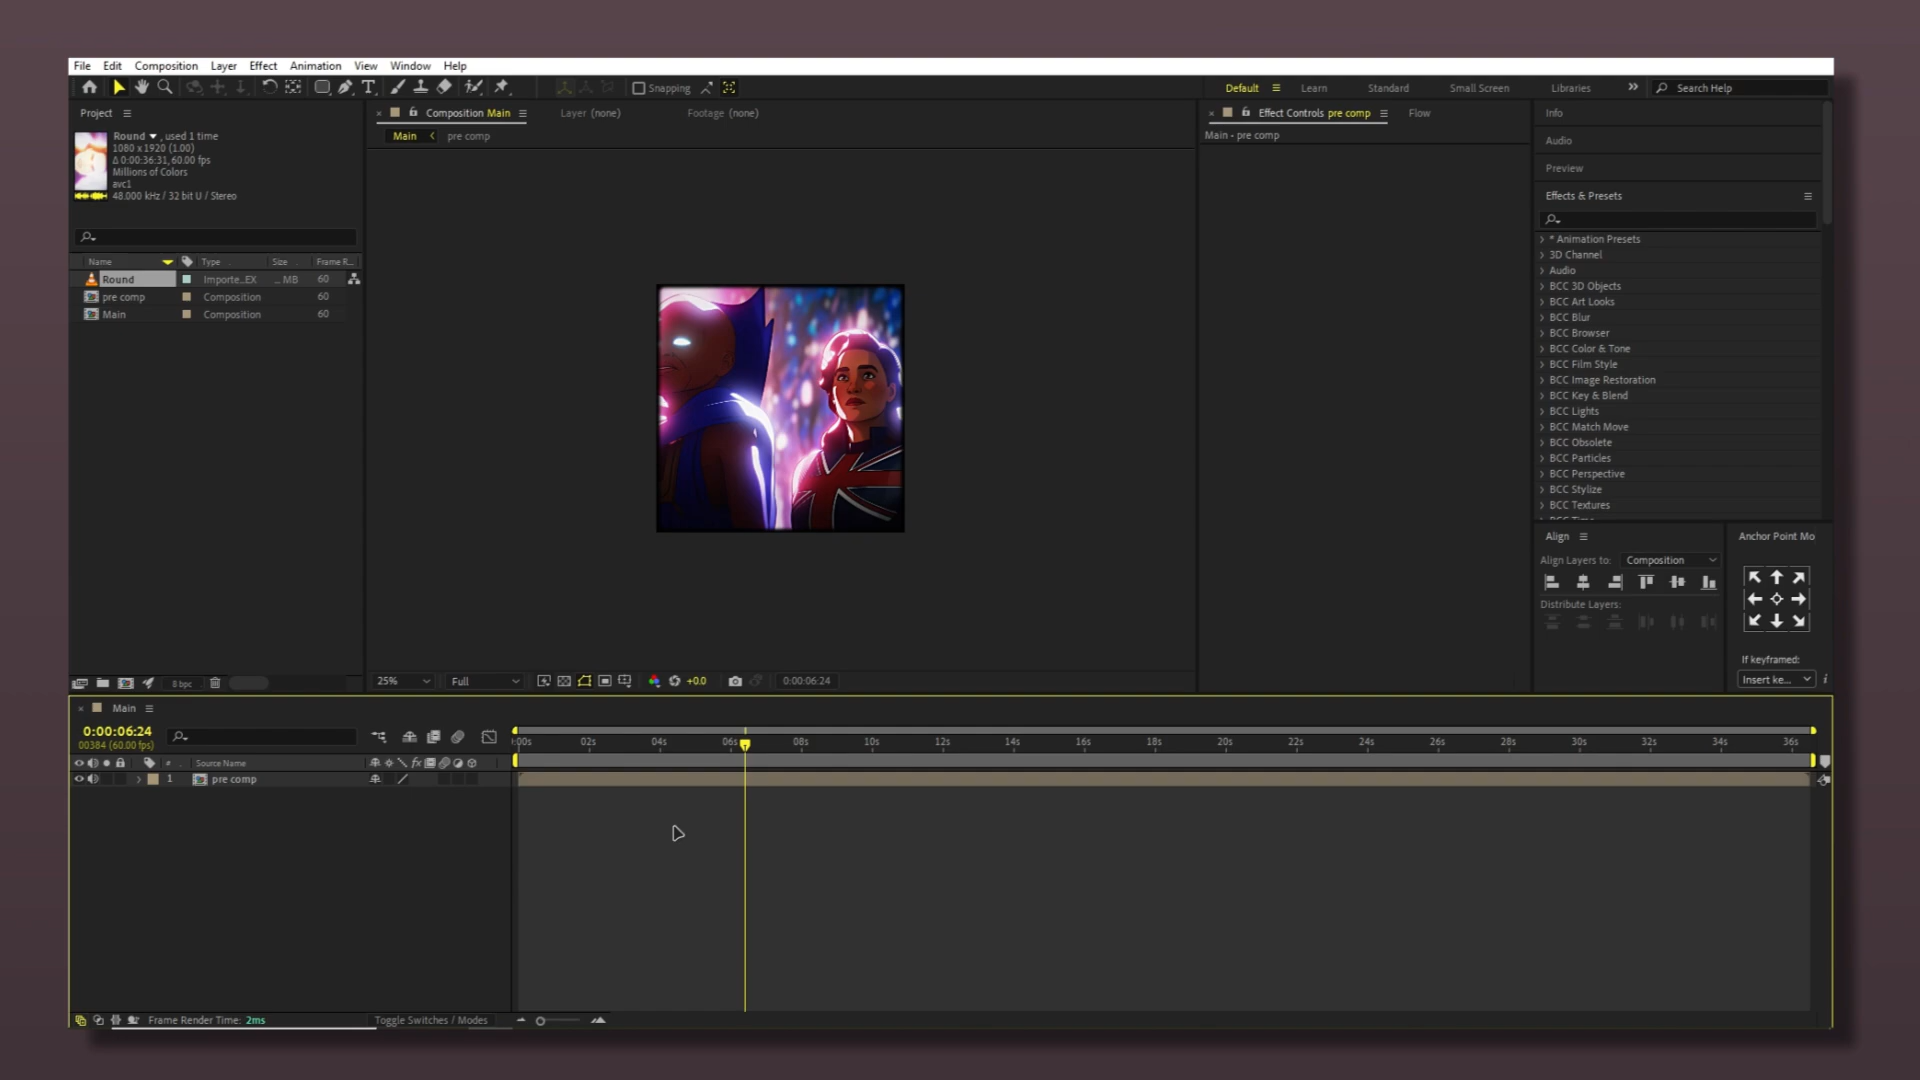 File Edit Composition Layer Effect Animation View Window Help
Snapping
Default Learn Standard Small Screen Libraries Search Help
Project
Round , used 1 time
1080 x 1920 (1.00)
Δ 0:00:36:31, 60.00 fps
Millions of Colors
avc1
48.000 kHz / 32 bit U / Stereo
Name Type Size Frame R...
Round Importe...EX ... MB 60
pre comp Composition 60
Main Composition 60
8 bpc
Composition Main Layer (none) Footage (none)
Main pre comp
25% Full +0.0 0:00:06:24
Effect Controls pre comp Flow
Main - pre comp
Info
Audio
Preview
Effects & Presets
* Animation Presets
3D Channel
Audio
BCC 3D Objects
BCC Art Looks
BCC Blur
BCC Browser
BCC Color & Tone
BCC Film Style
BCC Image Restoration
BCC Key & Blend
BCC Lights
BCC Match Move
BCC Obsolete
BCC Particles
BCC Perspective
BCC Stylize
BCC Textures
BCC Time
Align
Align Layers to: Composition
Distribute Layers:
Anchor Point Mo
If keyframed:
Insert ke...
Main
0:00:06:24
00384 (60.00 fps)
:00s 02s 04s 06s 08s 10s 12s 14s 16s 18s 20s 22s 24s 26s 28s 30s 32s 34s 36s
# Source Name
1 pre comp
Frame Render Time: 2ms Toggle Switches / Modes